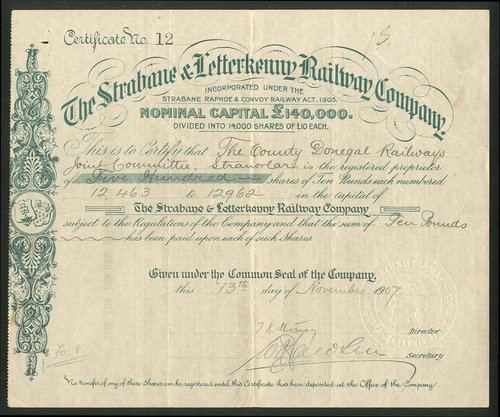 Certificate No. 12
The Strabane & Letterkenny Railway Company.
INCORPORATED UNDER THE
STRABANE RAPHOE & CONVOY RAILWAY ACT, 1903.
NOMINAL CAPITAL £140,000.
DIVIDED INTO 14000 SHARES OF £10 EACH.
This is to Certify that The County Donegal Railways
Joint Committee, Stranorlar is the registered proprietor
of Five Hundred shares of Ten Pounds each numbered
12463 to 12962 in the capital of
The Strabane & Letterkenny Railway Company
subject to the Regulations of the Company and that the sum of Ten Pounds
has been paid upon each of such Shares.
Given under the Common Seal of the Company,
this 13th day of November 1907
Director
Secretary
Fo. 8
No transfer of any of these Shares can be registered until this Certificate has been deposited at the Office of the Company.